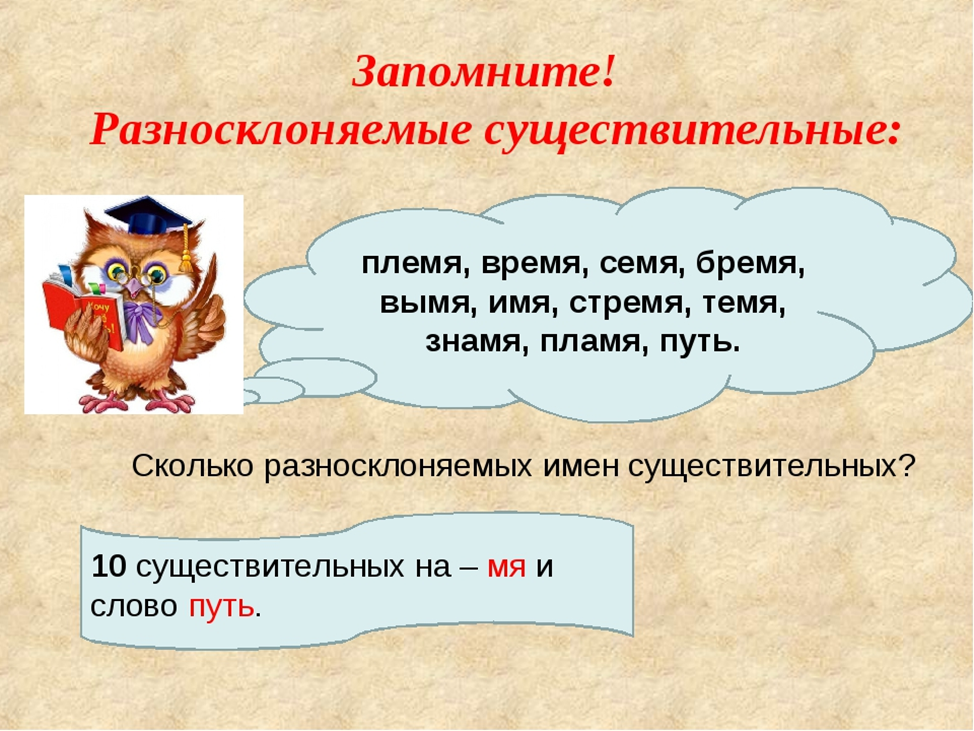 Запомните!
Разносклоняемые существительные:
племя, время, семя, бремя,
вымя, имя, стремя, темя,
знамя, пламя, путь.
Хочу
Сколько разносклоняемых имен существительных?
10 существительных на – мя и
слово путь.